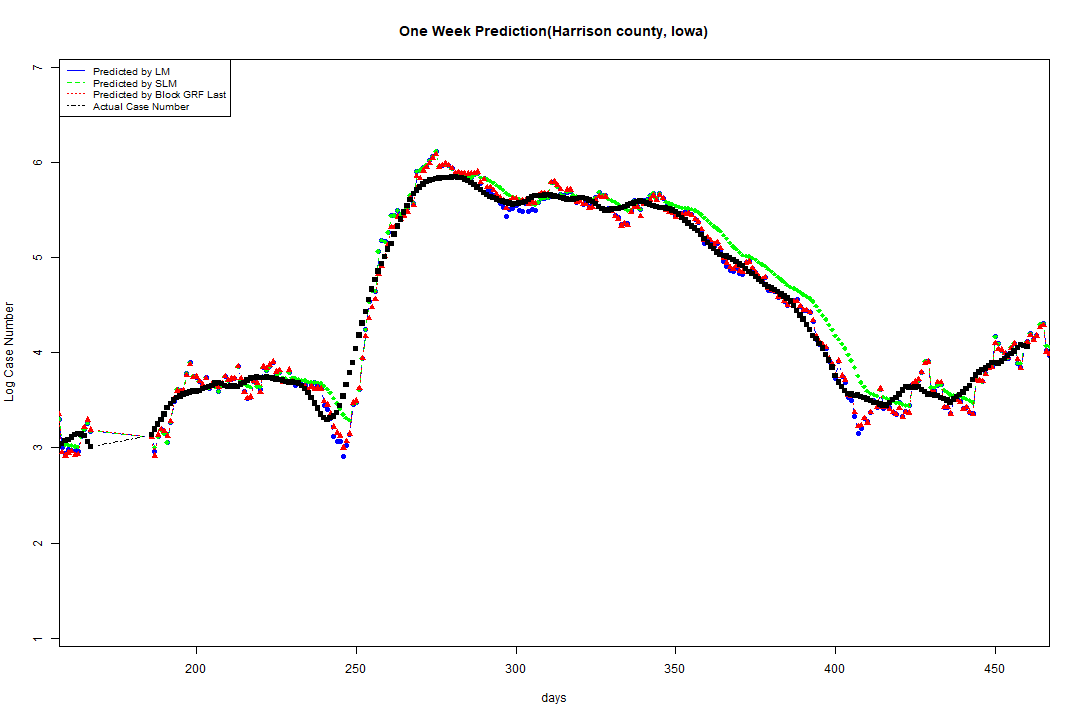 One Week Prediction(Harrison county, Iowa)
Predicted by LM
Predicted by SLM
Predicted by Block GRF Last
Actual Case Number
7
6
5
4
3
2
1
Log Case Number
200 250 300 350 400 450
days